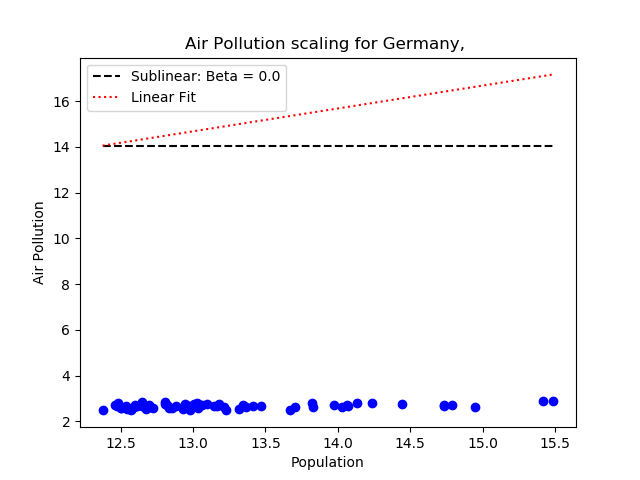 Air Pollution scaling for Germany,
Sublinear: Beta = 0.0
Linear Fit
16
14
12
10
8
6
4
2
Air Pollution
12.5 13.0 13.5 14.0 14.5 15.0 15.5
Population